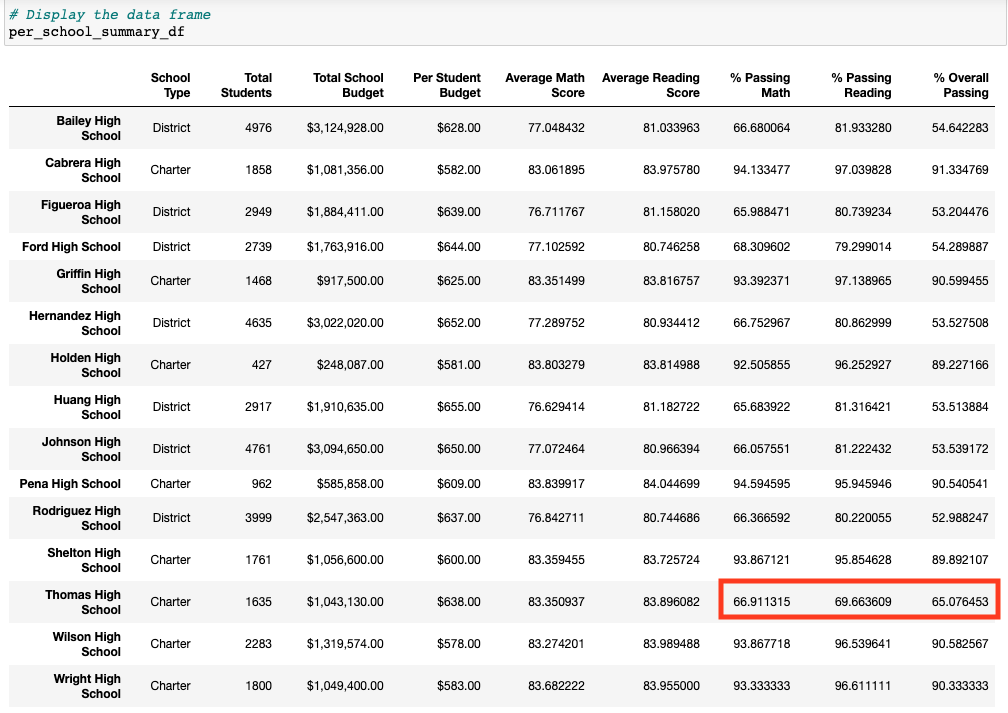 # Display the data frame
per_school_summary_df
School Type Total Students Total School Budget Per Student Budget Average Math Score Average Reading Score % Passing Math % Passing Reading % Overall Passing
Bailey High School District 4976 $3,124,928.00 $628.00 77.048432 81.033963 66.680064 81.933280 54.642283
Cabrera High School Charter 1858 $1,081,356.00 $582.00 83.061895 83.975780 94.133477 97.039828 91.334769
Figueroa High School District 2949 $1,884,411.00 $639.00 76.711767 81.158020 65.988471 80.739234 53.204476
Ford High School District 2739 $1,763,916.00 $644.00 77.102592 80.746258 68.309602 79.299014 54.289887
Griffin High School Charter 1468 $917,500.00 $625.00 83.351499 83.816757 93.392371 97.138965 90.599455
Hernandez High School District 4635 $3,022,020.00 $652.00 77.289752 80.934412 66.752967 80.862999 53.527508
Holden High School Charter 427 $248,087.00 $581.00 83.803279 83.814988 92.505855 96.252927 89.227166
Huang High School District 2917 $1,910,635.00 $655.00 76.629414 81.182722 65.683922 81.316421 53.513884
Johnson High School District 4761 $3,094,650.00 $650.00 77.072464 80.966394 66.057551 81.222432 53.539172
Pena High School Charter 962 $585,858.00 $609.00 83.839917 84.044699 94.594595 95.945946 90.540541
Rodriguez High School District 3999 $2,547,363.00 $637.00 76.842711 80.744686 66.366592 80.220055 52.988247
Shelton High School Charter 1761 $1,056,600.00 $600.00 83.359455 83.725724 93.867121 95.854628 89.892107
Thomas High School Charter 1635 $1,043,130.00 $638.00 83.350937 83.896082 66.911315 69.663609 65.076453
Wilson High School Charter 2283 $1,319,574.00 $578.00 83.274201 83.989488 93.867718 96.539641 90.582567
Wright High School Charter 1800 $1,049,400.00 $583.00 83.682222 83.955000 93.333333 96.611111 90.333333